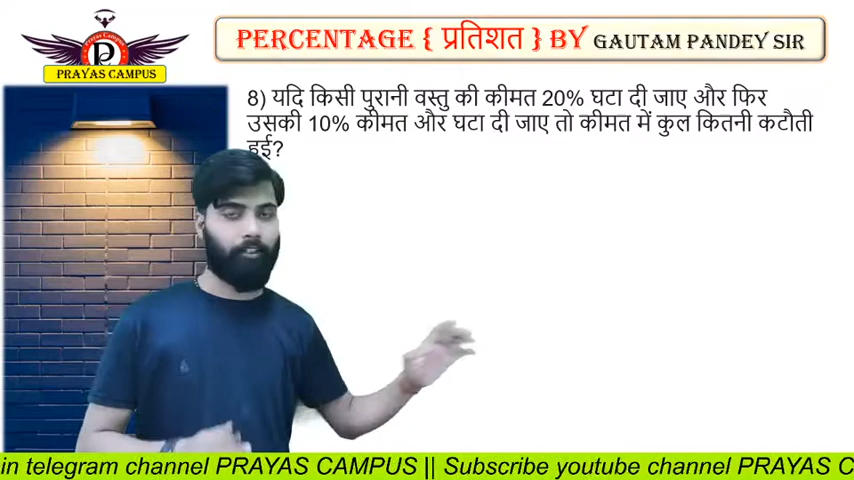 PERCENTAGE { प्रतिशत } BY GAUTAM PANDEY SIR
Prayas Campus
PRAYAS CAMPUS
8) यदि किसी पुरानी वस्तु की कीमत 20% घटा दी जाए और फिर
उसकी 10% कीमत और घटा दी जाए तो कीमत में कुल कितनी कटौती
हुई?
in telegram channel PRAYAS CAMPUS || Subscribe youtube channel PRAYAS C